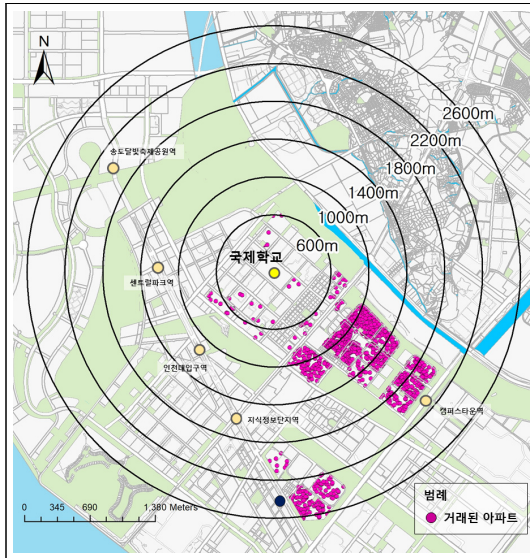 N
2600m
2200m
1800m
1400m
1000m
600m
송도달빛축제공원역
국제학교
센트럴파크역
인천대입구역
캠퍼스타운역
지식정보단지역
범례
거래된 아파트
0 345 690 1,380 Meters